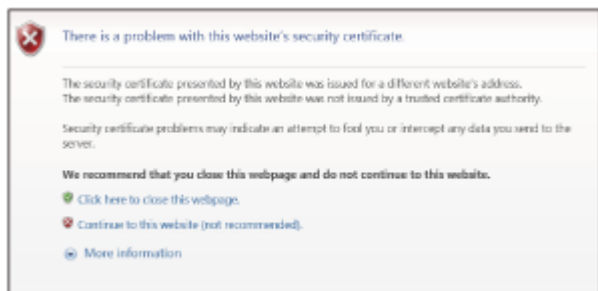 There is a problem with this website's security certificate.
The security certificate presented by this website was issued for a different website's address.
The security certificate presented by this website was not issued by a trusted certificate authority.
Security certificate problems may indicate an attempt to fool you or intercept any data you send to the
server.
We recommend that you close this webpage and do not continue to this website.
Click here to close this webpage.
Continue to this website (not recommended).
More information